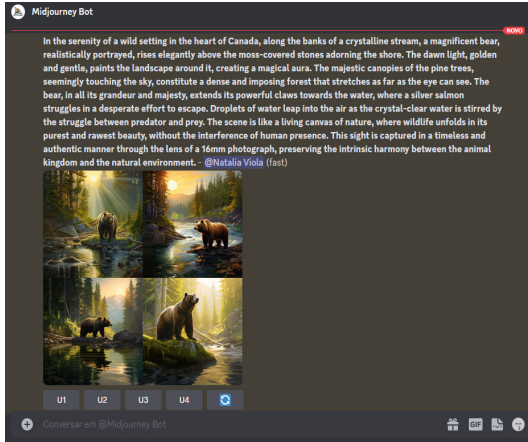 Midjourney Bot
NOVO
In the serenity of a wild setting in the heart of Canada, along the banks of a crystalline stream, a magnificent bear,
realistically portrayed, rises elegantly above the moss-covered stones adorning the shore. The dawn light, golden
and gentle, paints the landscape around it, creating a magical aura. The majestic canopies of the pine trees,
seemingly touching the sky, constitute a dense and imposing forest that stretches as far as the eye can see. The
bear, in all its grandeur and majesty, extends its powerful claws towards the water, where a silver salmon
struggles in a desperate effort to escape. Droplets of water leap into the air as the crystal-clear water is stirred by
the struggle between predator and prey. The scene is like a living canvas of nature, where wildlife unfolds in its
purest and rawest beauty, without the interference of human presence. This sight is captured in a timeless and
authentic manner through the lens of a 16mm photograph, preserving the intrinsic harmony between the animal
kingdom and the natural environment. - @Natalia Viola (fast)
U1 U2 U3 U4
Conversar em @Midjourney Bot
GIF